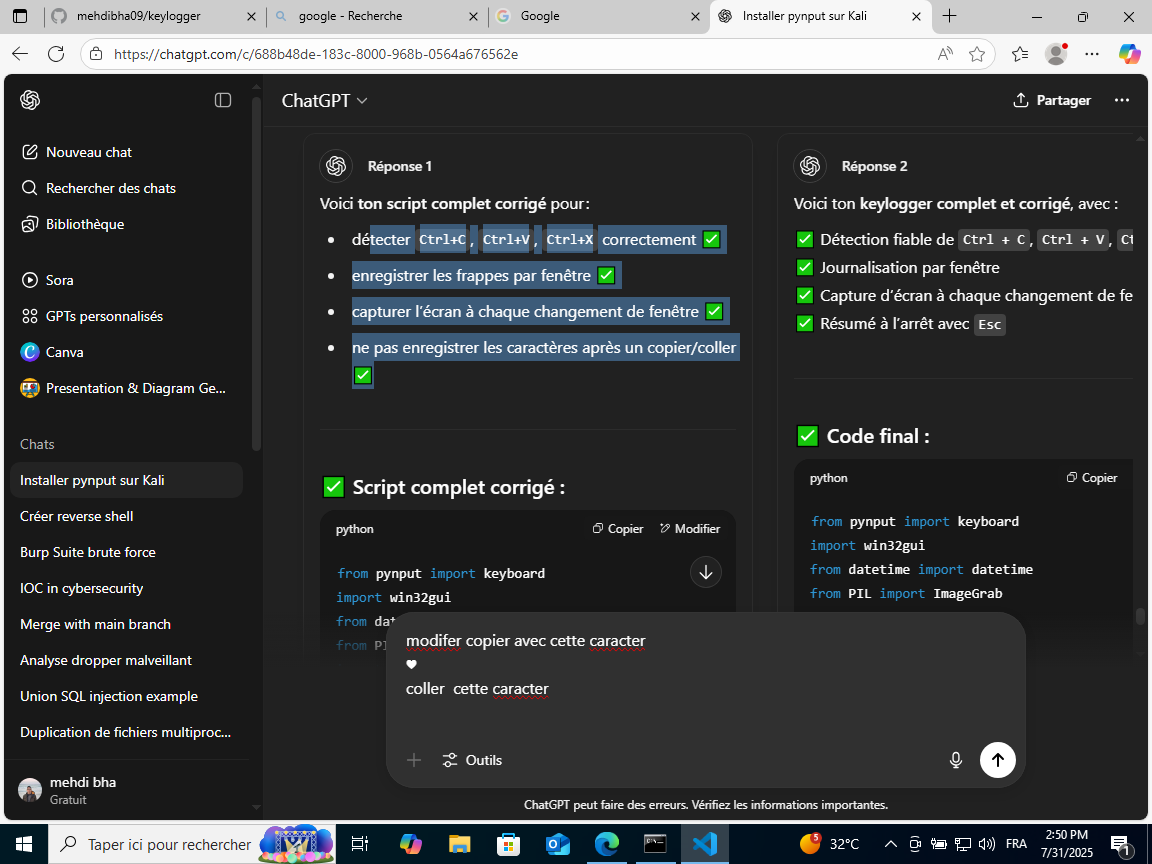 mehdibha09/keylogger
google - Recherche
Google
Installer pynput sur Kali
https://chatgpt.com/c/688b48de-183c-8000-968b-0564a676562e
ChatGPT
Partager
Nouveau chat
Rechercher des chats
Bibliothèque
Sora
GPTs personnalisés
Canva
Presentation & Diagram Ge...
Chats
Installer pynput sur Kali
Créer reverse shell
Burp Suite brute force
IOC in cybersecurity
Merge with main branch
Analyse dropper malveillant
Union SQL injection example
Duplication de fichiers multiproc...
mehdi bha
Gratuit
Réponse 1
Voici ton script complet corrigé pour :
• détecter Ctrl+C, Ctrl+V, Ctrl+X correctement ✅
• enregistrer les frappes par fenêtre ✅
• capturer l’écran à chaque changement de fenêtre ✅
• ne pas enregistrer les caractères après un copier/coller
✅
✅ Script complet corrigé :
python
Copier
Modifier
from pynput import keyboard
import win32gui
from dat
from PI
Réponse 2
Voici ton keylogger complet et corrigé, avec :
✅ Détection fiable de Ctrl + C, Ctrl + V, Ct
✅ Journalisation par fenêtre
✅ Capture d’écran à chaque changement de fe
✅ Résumé à l’arrêt avec Esc
✅ Code final :
python
Copier
from pynput import keyboard
import win32gui
from datetime import datetime
from PIL import ImageGrab
modifer copier avec cette caracter
♥
coller  cette caracter
Outils
ChatGPT peut faire des erreurs. Vérifiez les informations importantes.
Taper ici pour rechercher
5
32°C
FRA
2:50 PM
7/31/2025
1